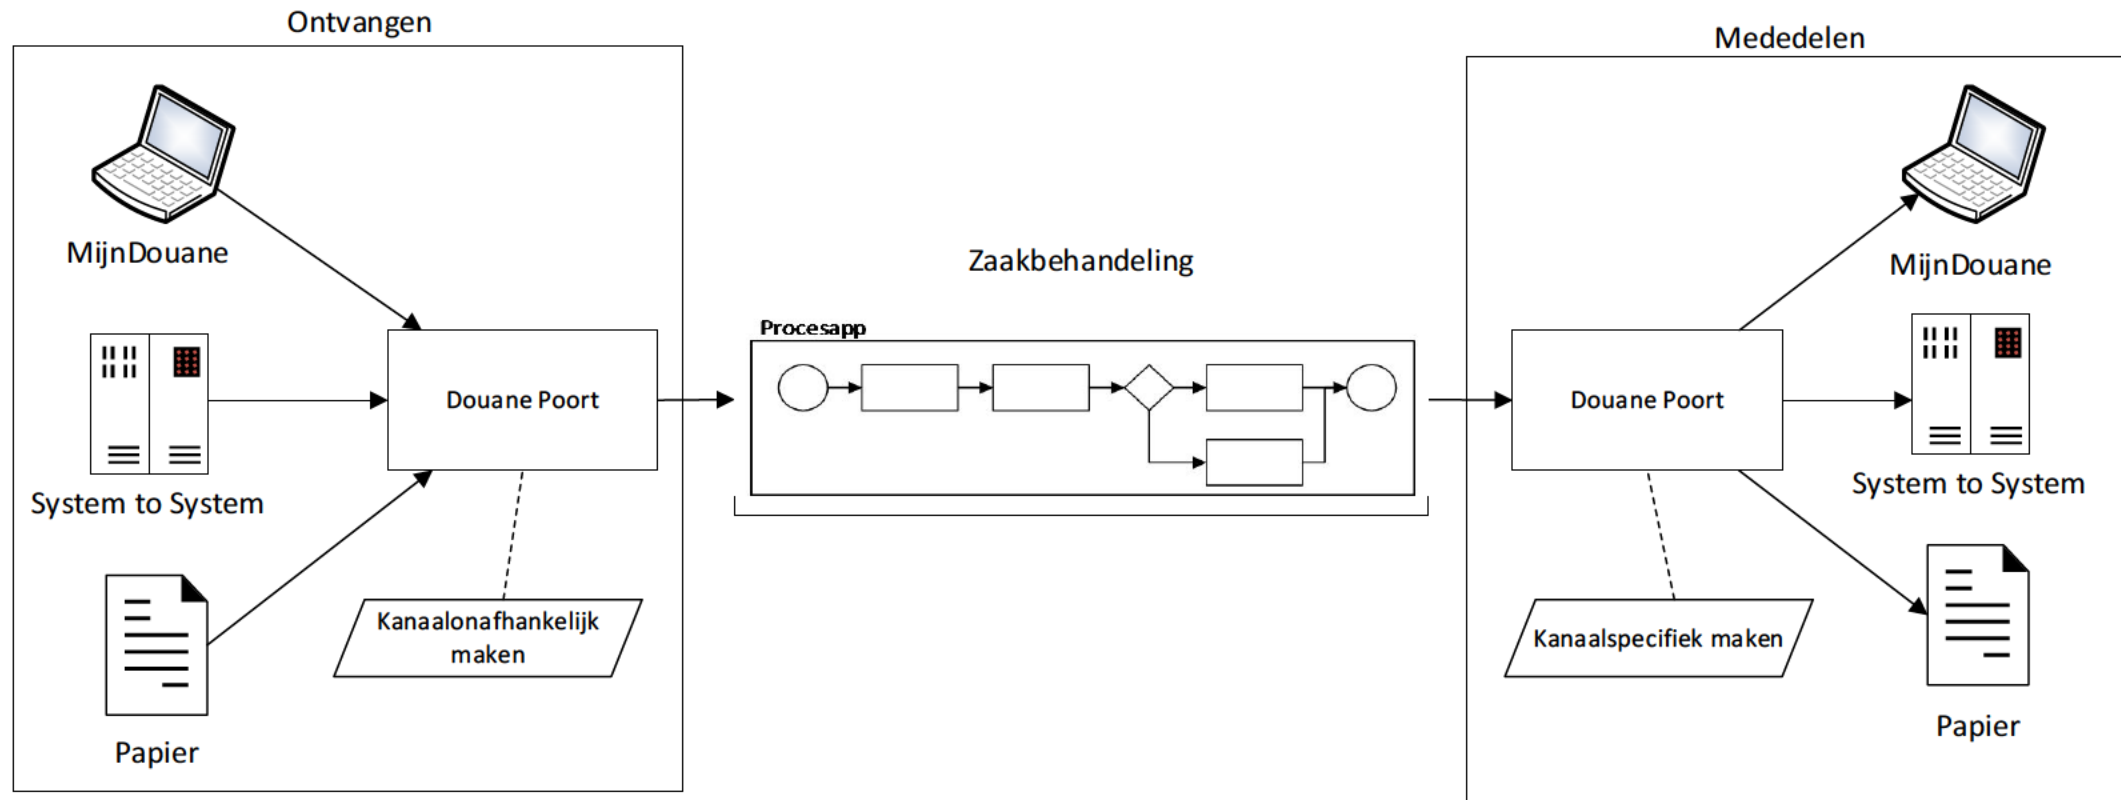 Ontvangen
MijnDouane
System to System
Papier
Douane Poort
Kanaalonafhankelijk
maken
Zaakbehandeling
Procesapp
Mededelen
Douane Poort
Kanaalspecifiek maken
MijnDouane
System to System
Papier